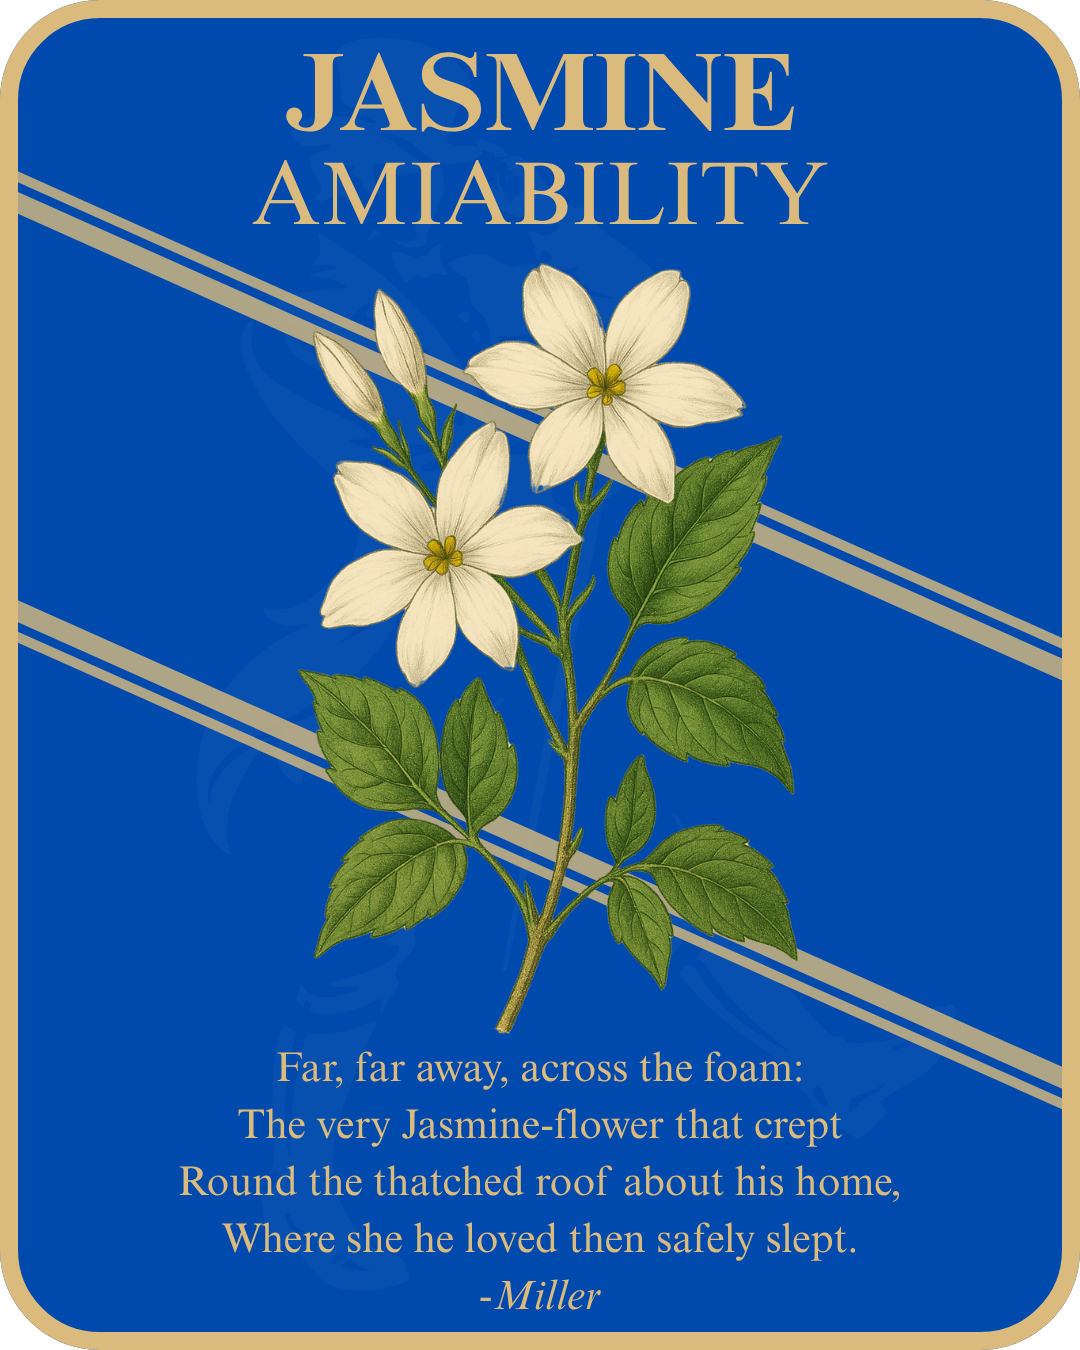 JASMINE
AMIABILITY
Far, far away, across the foam:
The very Jasmine-flower that crept
Round the thatched roof about his home,
Where she he loved then safely slept.
-Miller